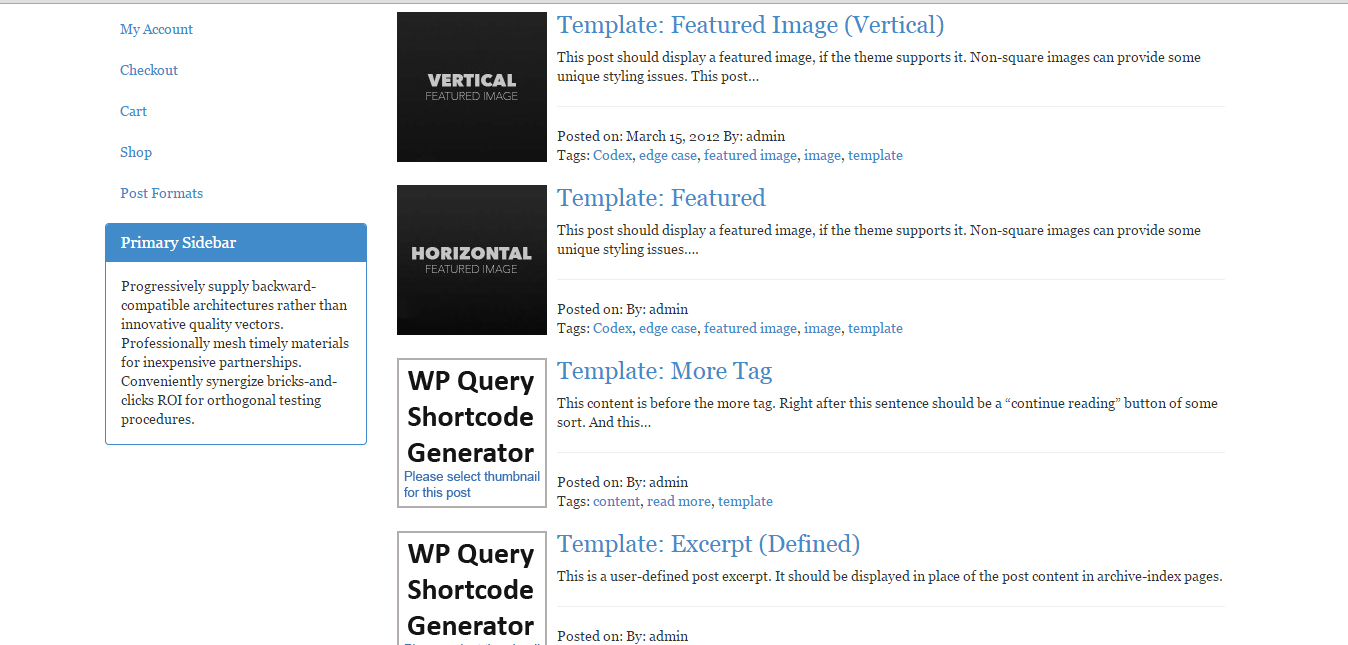 My Account
Checkout
Cart
Shop
Post Formats
Primary Sidebar
Progressively supply backward-
compatible architectures rather than
innovative quality vectors.
Professionally mesh timely materials
for inexpensive partnerships.
Conveniently synergize bricks-and-
clicks ROI for orthogonal testing
procedures.
VERTICAL
FEATURED IMAGE
Template: Featured Image (Vertical)
This post should display a featured image, if the theme supports it. Non-square images can provide some
unique styling issues. This post...
Posted on: March 15, 2012 By: admin
Tags: Codex, edge case, featured image, image, template
HORIZONTAL
FEATURED IMAGE
Template: Featured
This post should display a featured image, if the theme supports it. Non-square images can provide some
unique styling issues....
Posted on: By: admin
Tags: Codex, edge case, featured image, image, template
WP Query
Shortcode
Generator
Please select thumbnail
for this post
Template: More Tag
This content is before the more tag. Right after this sentence should be a “continue reading” button of some
sort. And this...
Posted on: By: admin
Tags: content, read more, template
WP Query
Shortcode
Generator
Template: Excerpt (Defined)
This is a user-defined post excerpt. It should be displayed in place of the post content in archive-index pages.
Posted on: By: admin